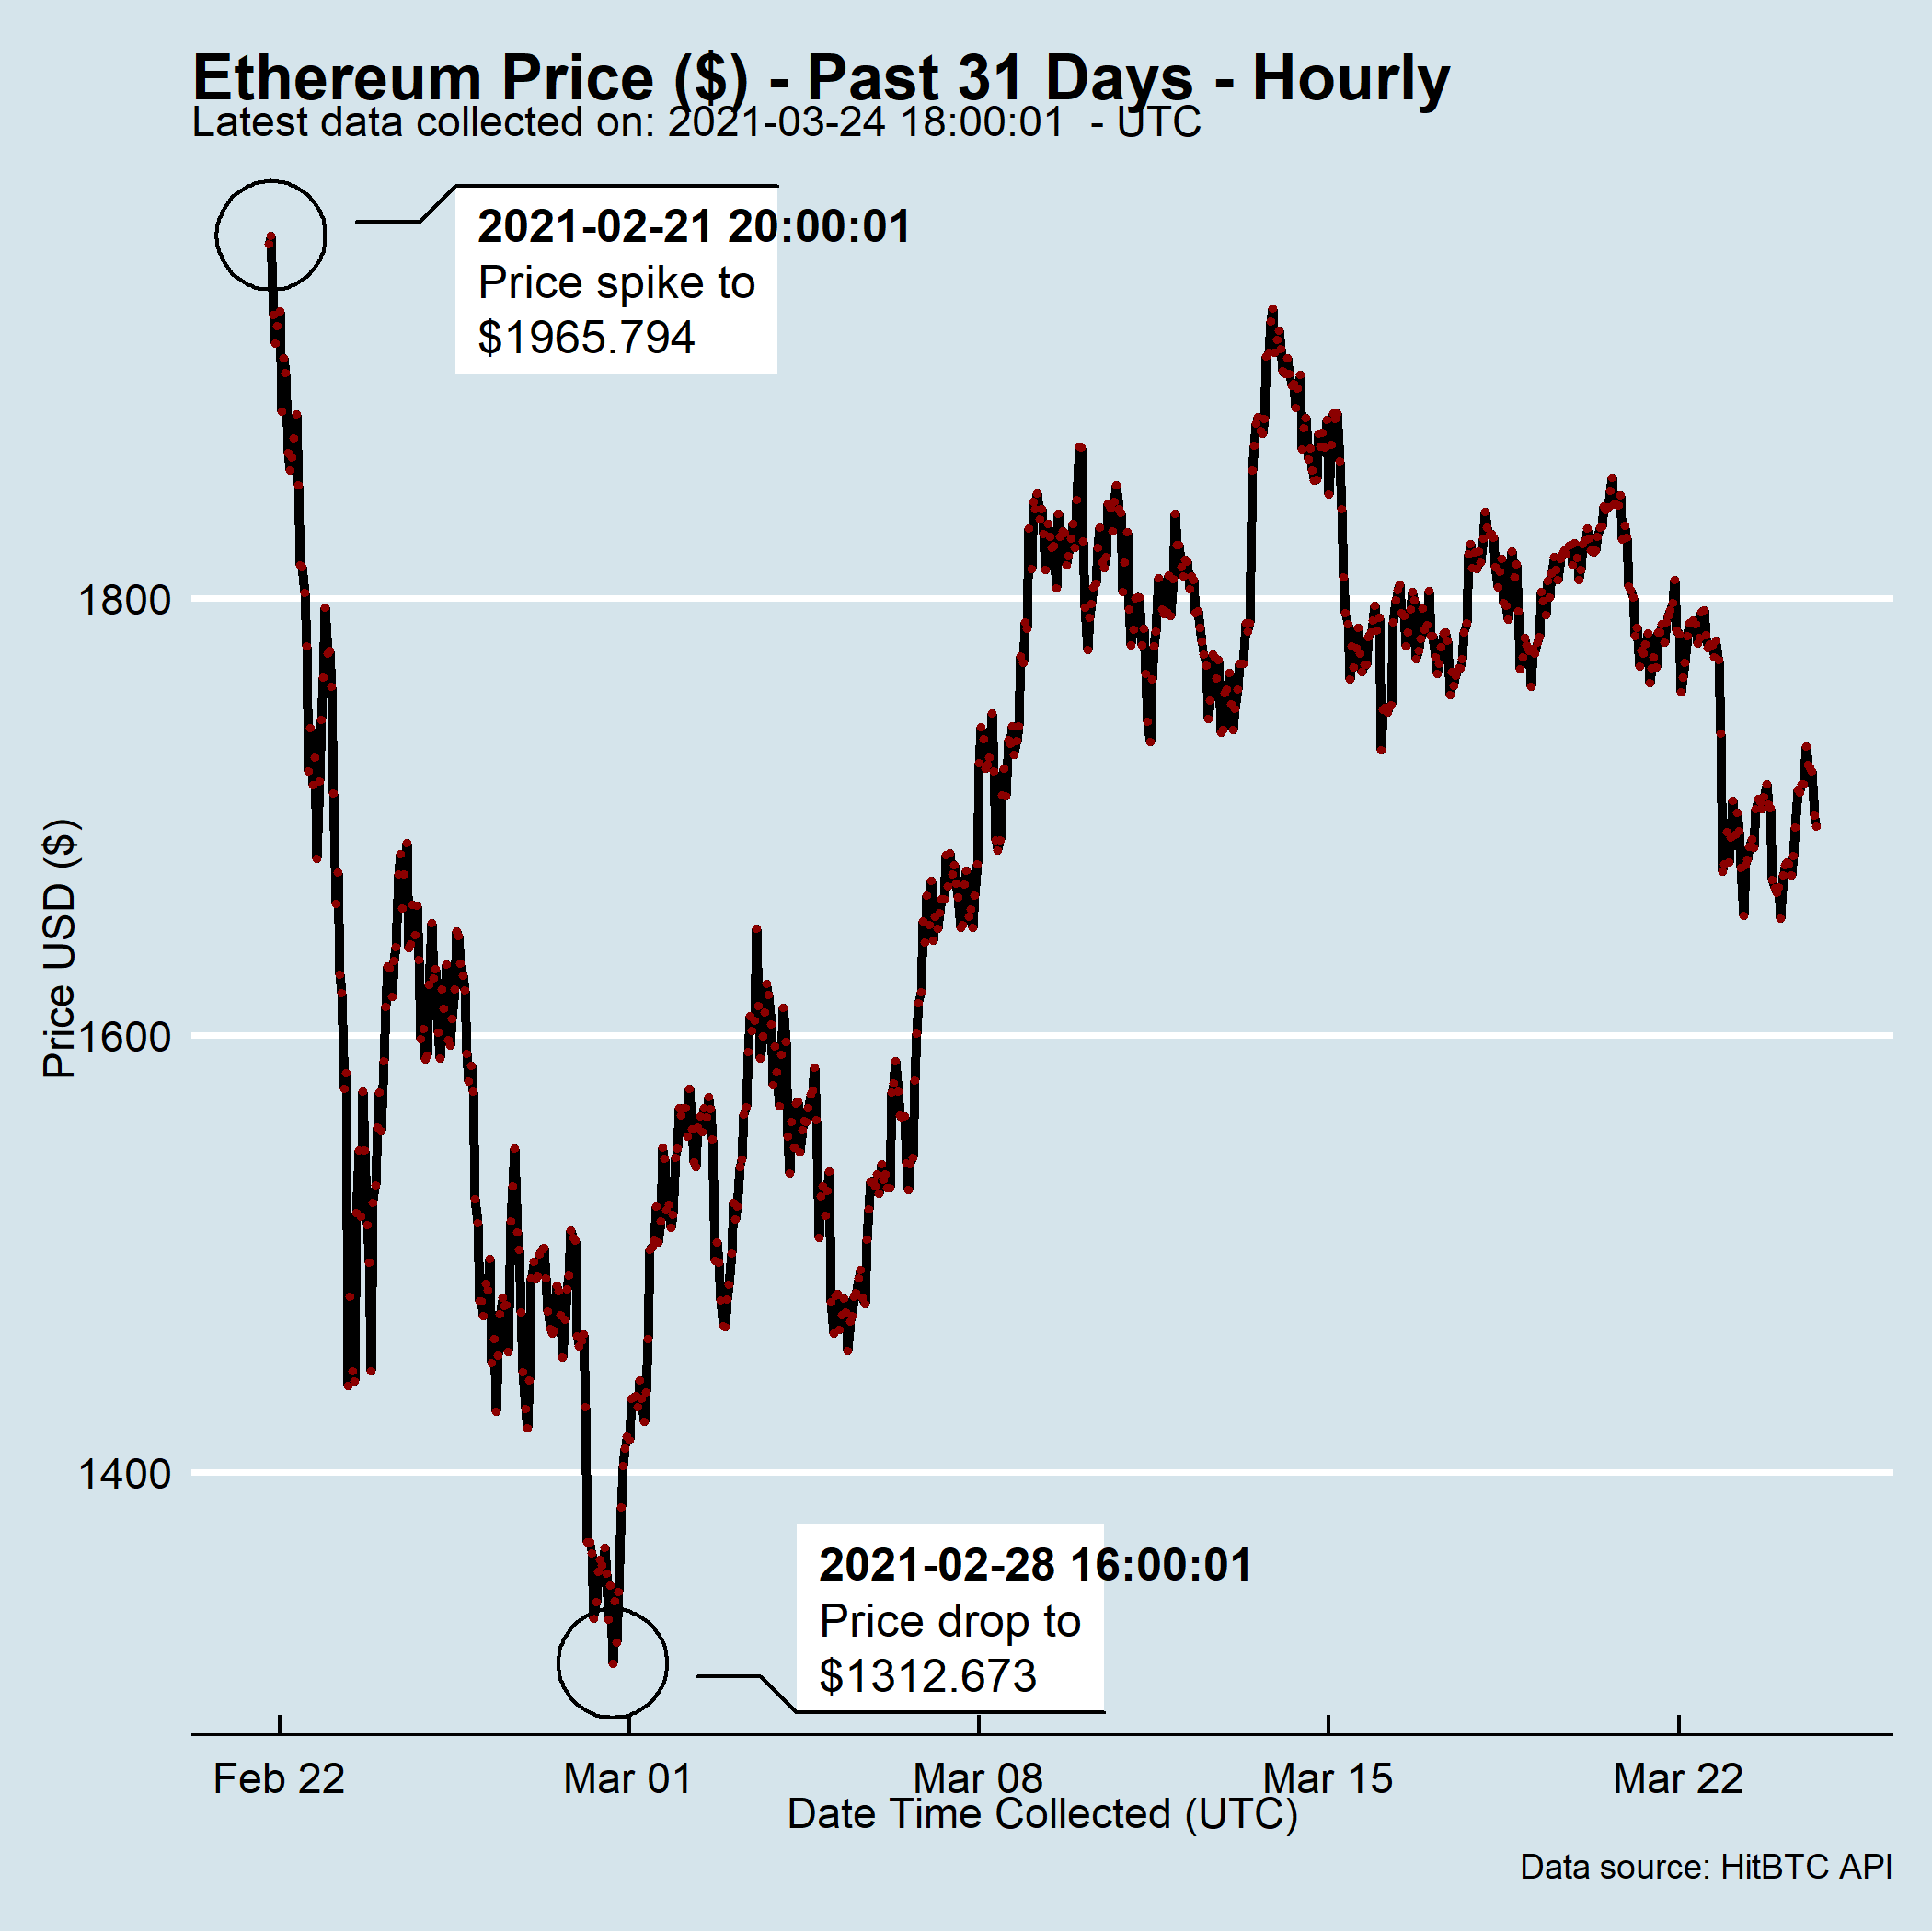 Ethereum Price ($) - Past 31 Days - Hourly
Latest data collected on: 2021-03-24 18:00:01  - UTC
2021-02-21 20:00:01
Price spike to
$1965.794
1800
1600
1400
Price USD ($)
2021-02-28 16:00:01
Price drop to
$1312.673
Feb 22 Mar 01 Mar 08 Mar 15 Mar 22
Date Time Collected (UTC)
Data source: HitBTC API